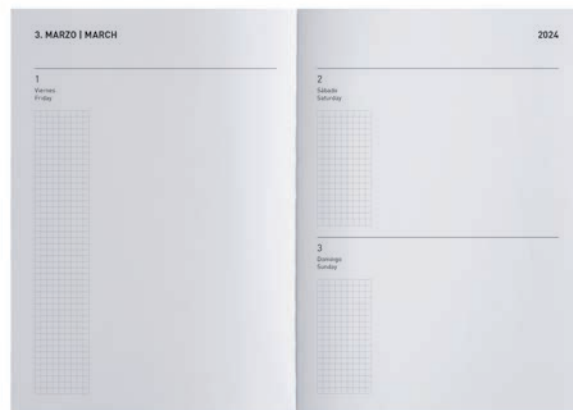 3. MARZO | MARCH
1
Viernes
Friday
2024
2
Sábado
Saturday
3
Domingo
Sunday